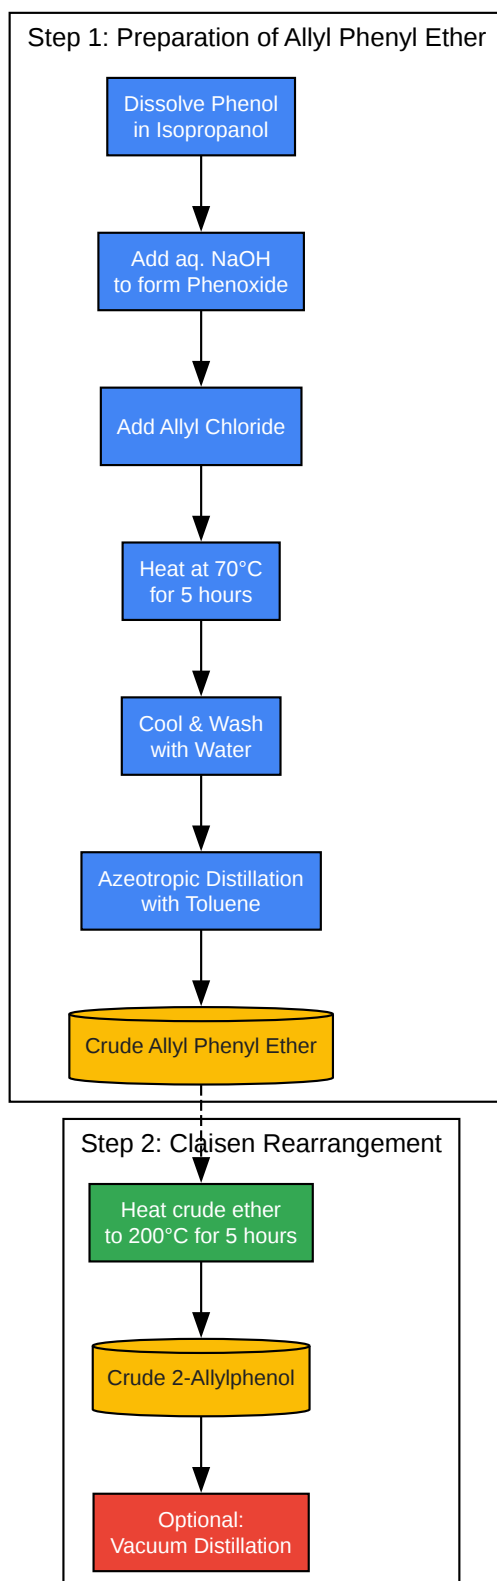 Step 1: Preparation of Allyl Phenyl Ether
Dissolve Phenol
in Isopropanol
Add aq. NaOH
to form Phenoxide
Add Allyl Chloride
Heat at 70°C
for 5 hours
Cool & Wash
with Water
Azeotropic Distillation
with Toluene
Crude Allyl Phenyl Ether
Step 2: Claisen Rearrangement
Heat crude ether
to 200°C for 5 hours
Crude 2-Allylphenol
Optional:
Vacuum Distillation